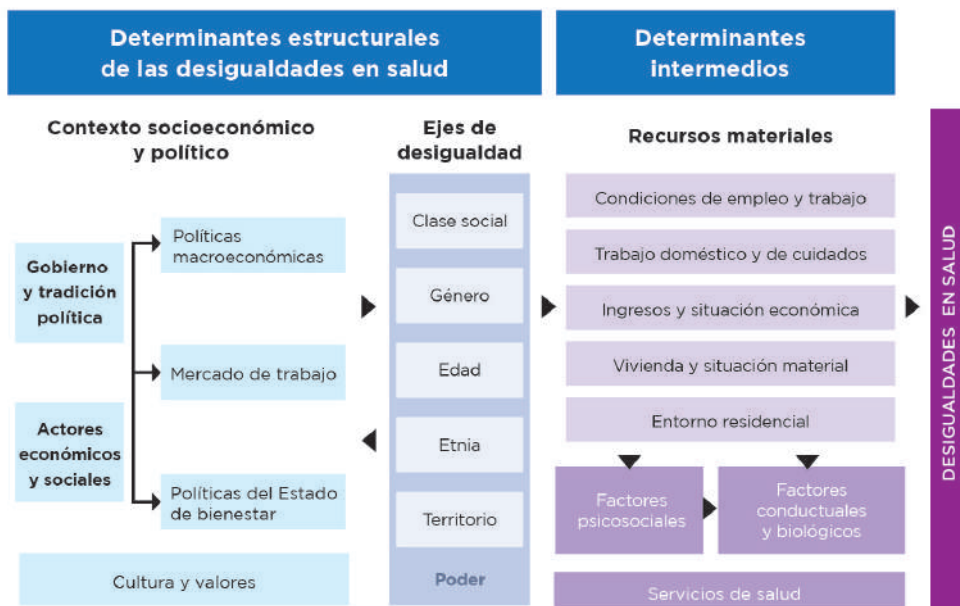 Determinantes estructurales
de las desigualdades en salud
Determinantes
intermedios
Contexto socioeconómico
y político
Ejes de
desigualdad
Recursos materiales
Gobierno
y tradición
política
Actores
económicos
y sociales
Políticas
macroeconómicas
Mercado de trabajo
Políticas del Estado
de bienestar
Cultura y valores
Clase social
Género
Edad
Etnia
Territorio
Poder
Condiciones de empleo y trabajo
Trabajo doméstico y de cuidados
Ingresos y situación económica
Vivienda y situación material
Entorno residencial
Factores
psicosociales
Factores
conductuales
y biológicos
Servicios de salud
DESIGUALDADES EN SALUD